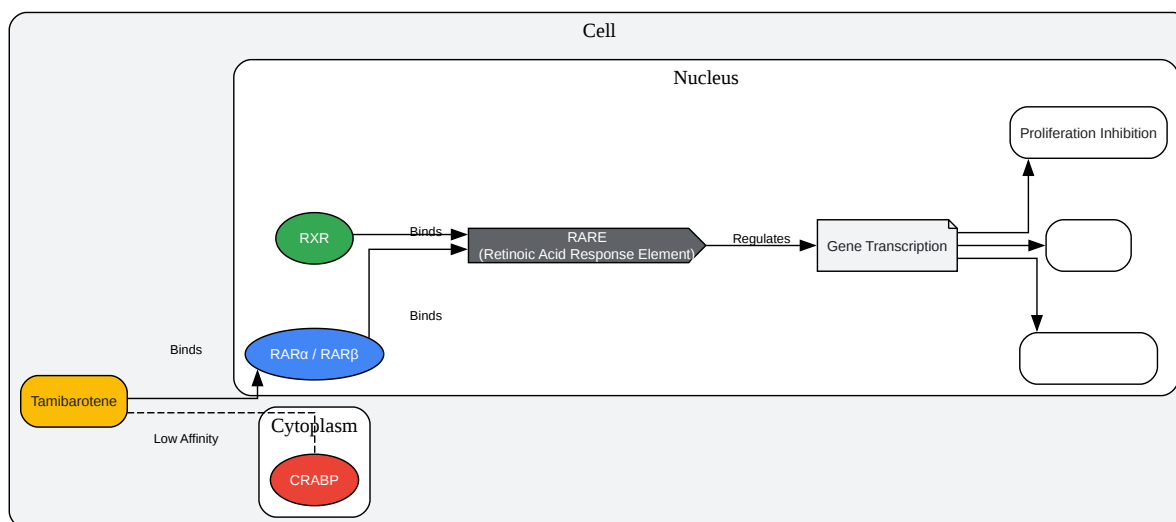 Cell
Nucleus
Proliferation Inhibition
RXR
Binds
RARE
(Retinoic Acid Response Element)
Regulates
Gene Transcription
Binds
Binds
RARα / RARβ
Tamibarotene
Low Affinity
Cytoplasm
CRABP